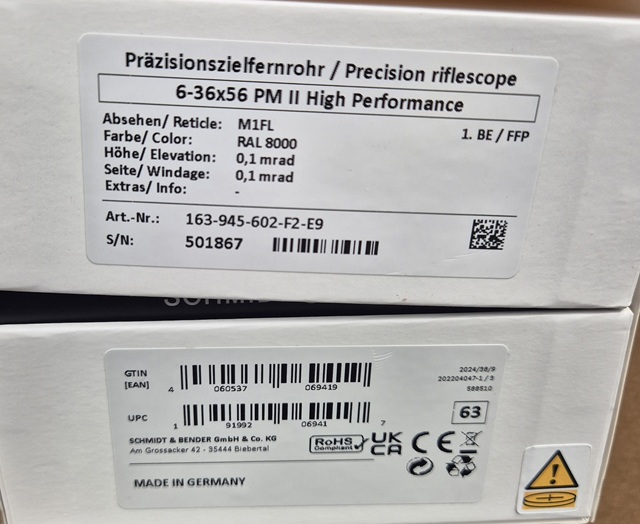 Präzisionszielfernrohr / Precision riflescope
6-36x56 PM II High Performance
Absehen/ Reticle: M1FL
1. BE / FFP
Farbe/ Color: RAL 8000
Höhe/ Elevation: 0,1 mrad
Seite/ Windage: 0,1 mrad
Extras/ Info: -
Art.-Nr.: 163-945-602-F2-E9
S/N: 501867
GTIN
[EAN]
4 060537 069419
2024/38/9
202204047-1 / 3
588510
UPC
1 91992 06941 7
63
SCHMIDT & BENDER GmbH & Co. KG
Am Grossacker 42 - 35444 Biebertal
RoHS
Compliant
UK
CA
CE
MADE IN GERMANY